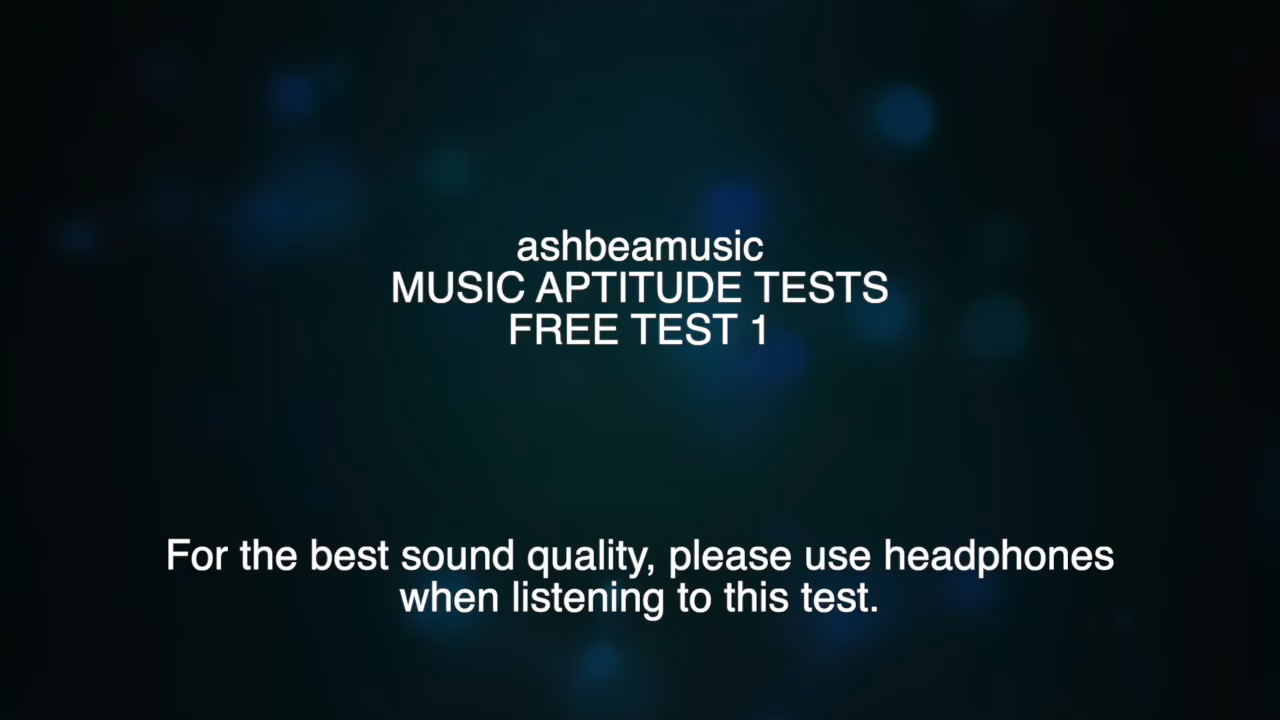 ashbeamusic
MUSIC APTITUDE TESTS
FREE TEST 1
For the best sound quality, please use headphones
when listening to this test.